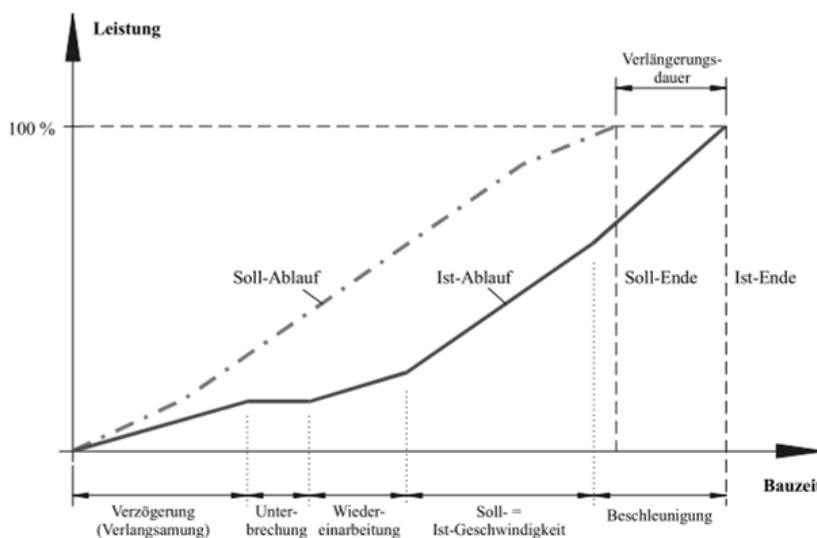 Leistung
Verlängerungs-
dauer
100 %
Soll-Ablauf
Ist-Ablauf
Soll-Ende
Ist-Ende
Bauzeit
Verzögerung
(Verlangsamung)
Unter-
brechung
Wieder-
einarbeitung
Soll- =
Ist-Geschwindigkeit
Beschleunigung